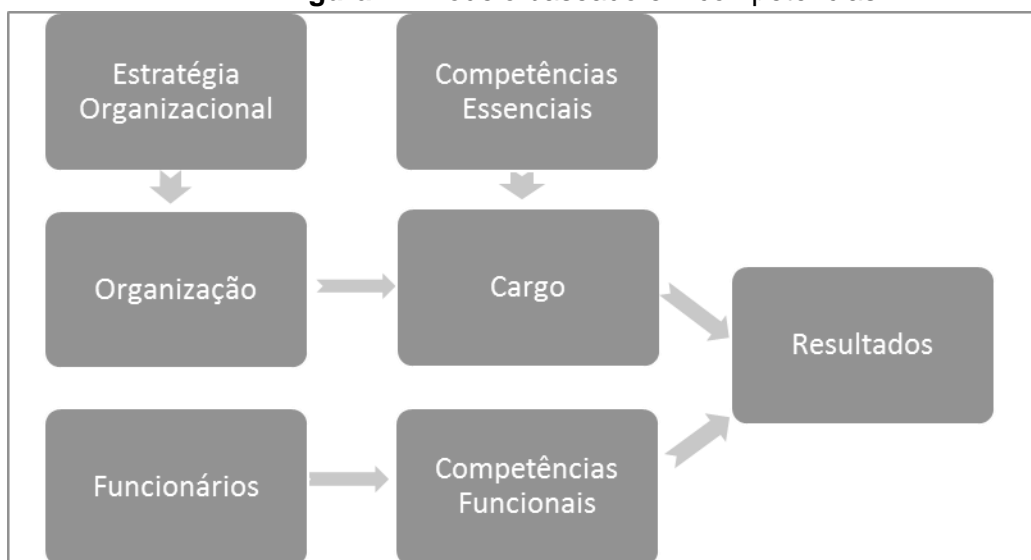 Estratégia
Organizacional
Competências
Essenciais
Organização
Cargo
Resultados
Funcionários
Competências
Funcionais